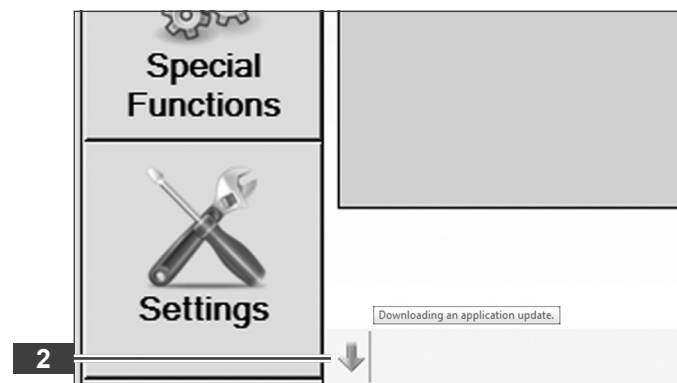 Special
Functions
Settings
Downloading an application update.
2